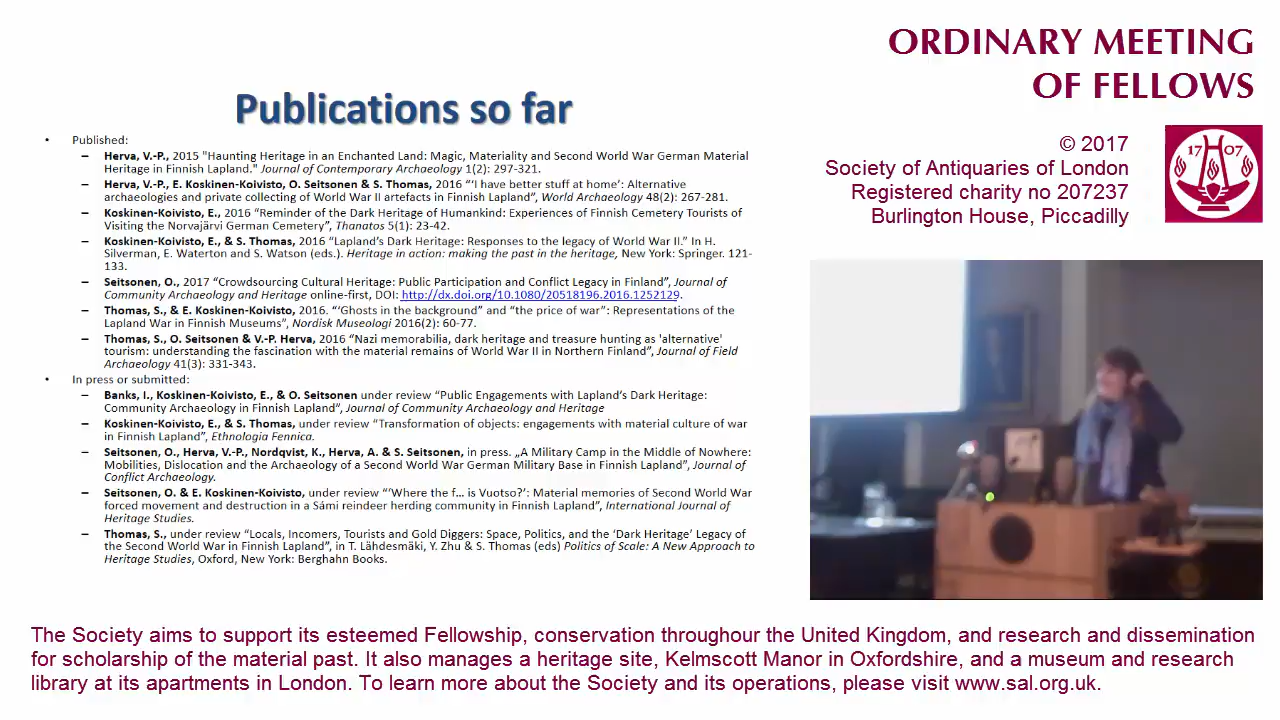 Publications so far
• Published:
– Herva, V.-P., 2015 "Haunting Heritage in an Enchanted Land: Magic, Materiality and Second World War German Material
Heritage in Finnish Lapland." Journal of Contemporary Archaeology 1(2): 297-321.
– Herva, V.-P., E. Koskinen-Koivisto, O. Seitsonen & S. Thomas, 2016 “‘I have better stuff at home’: Alternative
archaeologies and private collecting of World War II artefacts in Finnish Lapland”, World Archaeology 48(2): 267-281.
– Koskinen-Koivisto, E., 2016 “Reminder of the Dark Heritage of Humankind: Experiences of Finnish Cemetery Tourists of
Visiting the Norvajärvi German Cemetery”, Thanatos 5(1): 23-42.
– Koskinen-Koivisto, E., & S. Thomas, 2016 “Lapland’s Dark Heritage: Responses to the legacy of World War II.” In H.
Silverman, E. Waterton and S. Watson (eds.). Heritage in action: making the past in the heritage, New York: Springer. 121-
133.
– Seitsonen, O., 2017 “Crowdsourcing Cultural Heritage: Public Participation and Conflict Legacy in Finland”, Journal of
Community Archaeology and Heritage online-first, DOI: http://dx.doi.org/10.1080/20518196.2016.1252129.
– Thomas, S., & E. Koskinen-Koivisto, 2016. “‘Ghosts in the background” and “the price of war”: Representations of the
Lapland War in Finnish Museums”, Nordisk Museologi 2016(2): 60-77.
– Thomas, S., O. Seitsonen & V.-P. Herva, 2016 “Nazi memorabilia, dark heritage and treasure hunting as 'alternative'
tourism: understanding the fascination with the material remains of World War II in Northern Finland”, Journal of Field
Archaeology 41(3): 331-343.
• In press or submitted:
– Banks, I., Koskinen-Koivisto, E., & O. Seitsonen under review “Public Engagements with Lapland’s Dark Heritage:
Community Archaeology in Finnish Lapland”, Journal of Community Archaeology and Heritage
– Koskinen-Koivisto, E., & S. Thomas, under review “Transformation of objects: engagements with material culture of war
in Finnish Lapland”, Ethnologia Fennica.
– Seitsonen, O., Herva, V.-P., Nordqvist, K., Herva, A. & S. Seitsonen, in press. „A Military Camp in the Middle of Nowhere:
Mobilities, Dislocation and the Archaeology of a Second World War German Military Base in Finnish Lapland”, Journal of
Conflict Archaeology.
– Seitsonen, O. & E. Koskinen-Koivisto, under review “‘Where the f... is Vuotso?’: Material memories of Second World War
forced movement and destruction in a Sámi reindeer herding community in Finnish Lapland”, International Journal of
Heritage Studies.
– Thomas, S., under review “Locals, Incomers, Tourists and Gold Diggers: Space, Politics, and the ‘Dark Heritage’ Legacy of
the Second World War in Finnish Lapland”, in T. Lähdesmäki, Y. Zhu & S. Thomas (eds) Politics of Scale: A New Approach to
Heritage Studies, Oxford, New York: Berghahn Books.
ORDINARY MEETING
OF FELLOWS
© 2017
Society of Antiquaries of London
Registered charity no 207237
Burlington House, Piccadilly
17 07
The Society aims to support its esteemed Fellowship, conservation throughour the United Kingdom, and research and dissemination
for scholarship of the material past. It also manages a heritage site, Kelmscott Manor in Oxfordshire, and a museum and research
library at its apartments in London. To learn more about the Society and its operations, please visit www.sal.org.uk.